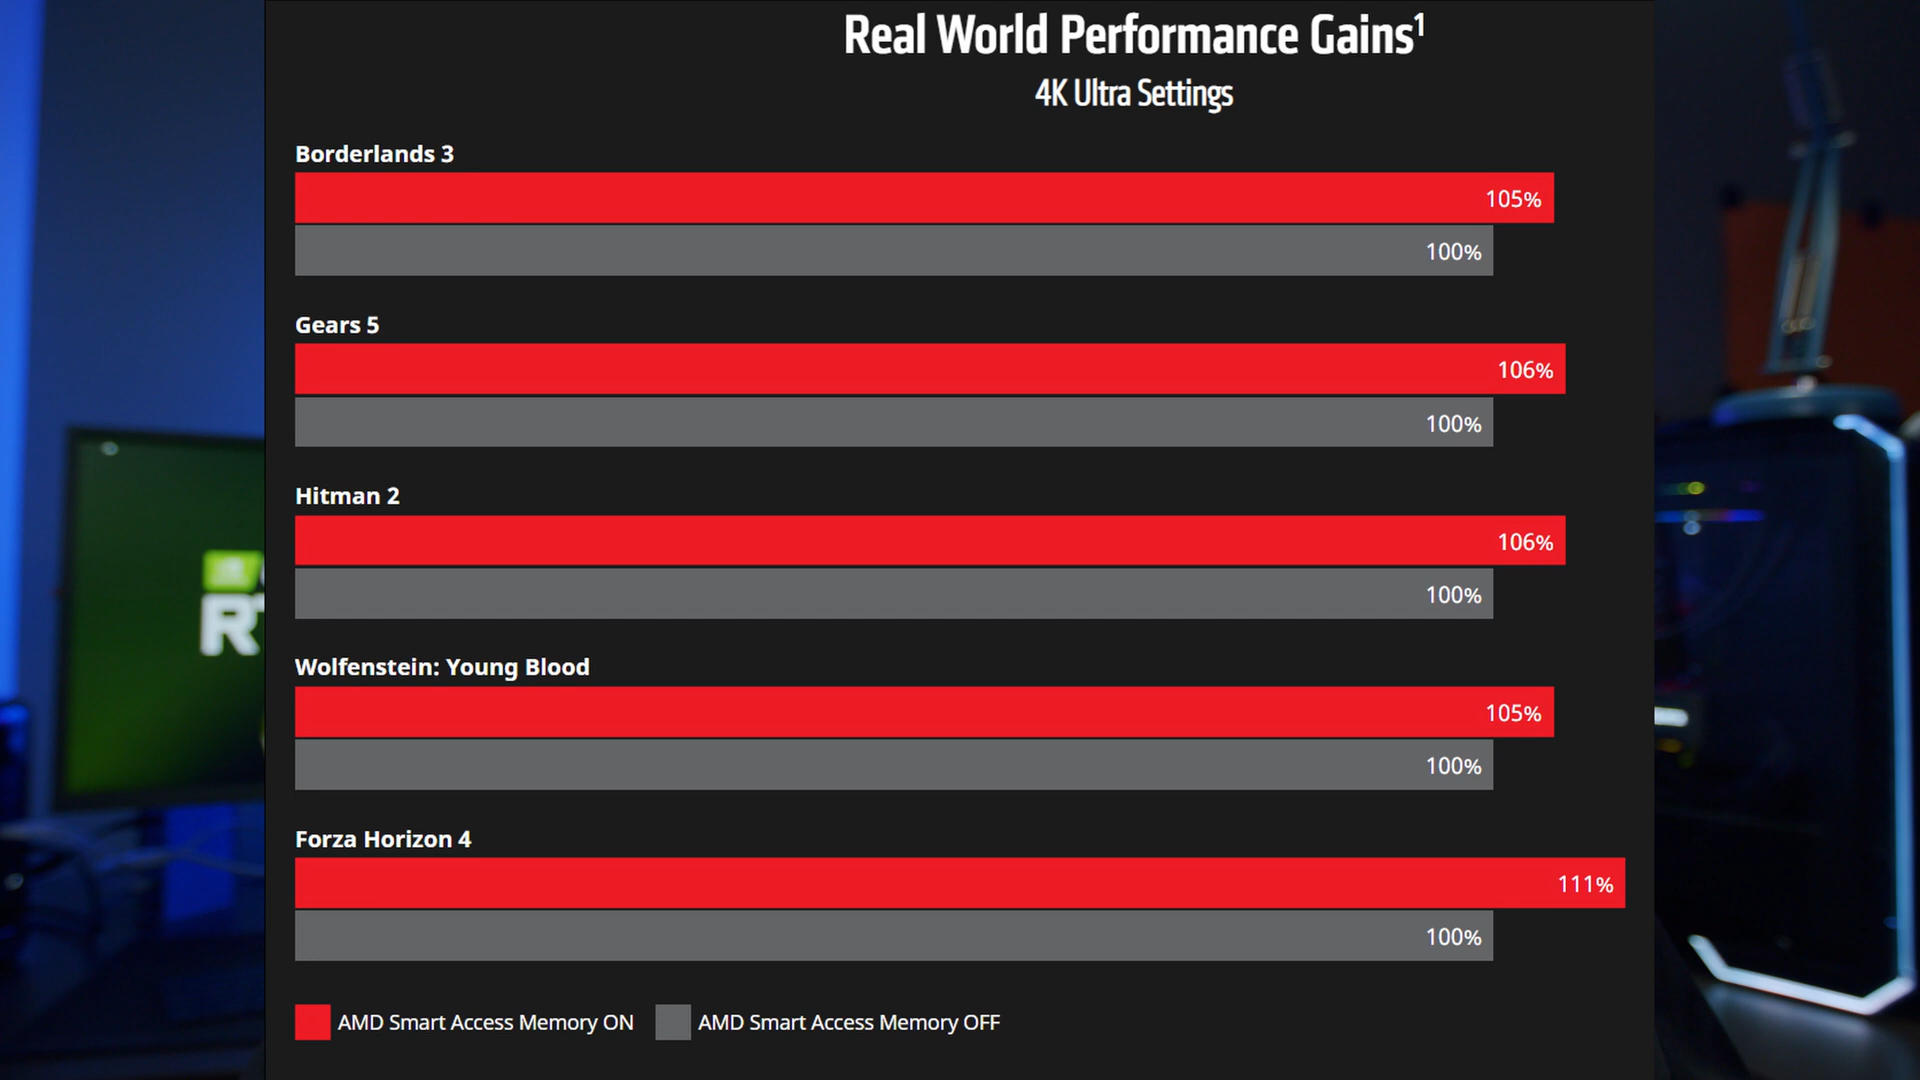 Real World Performance Gains¹
4K Ultra Settings
Borderlands 3
105%
100%
Gears 5
106%
100%
Hitman 2
106%
100%
Wolfenstein: Young Blood
105%
100%
Forza Horizon 4
111%
100%
AMD Smart Access Memory ON AMD Smart Access Memory OFF